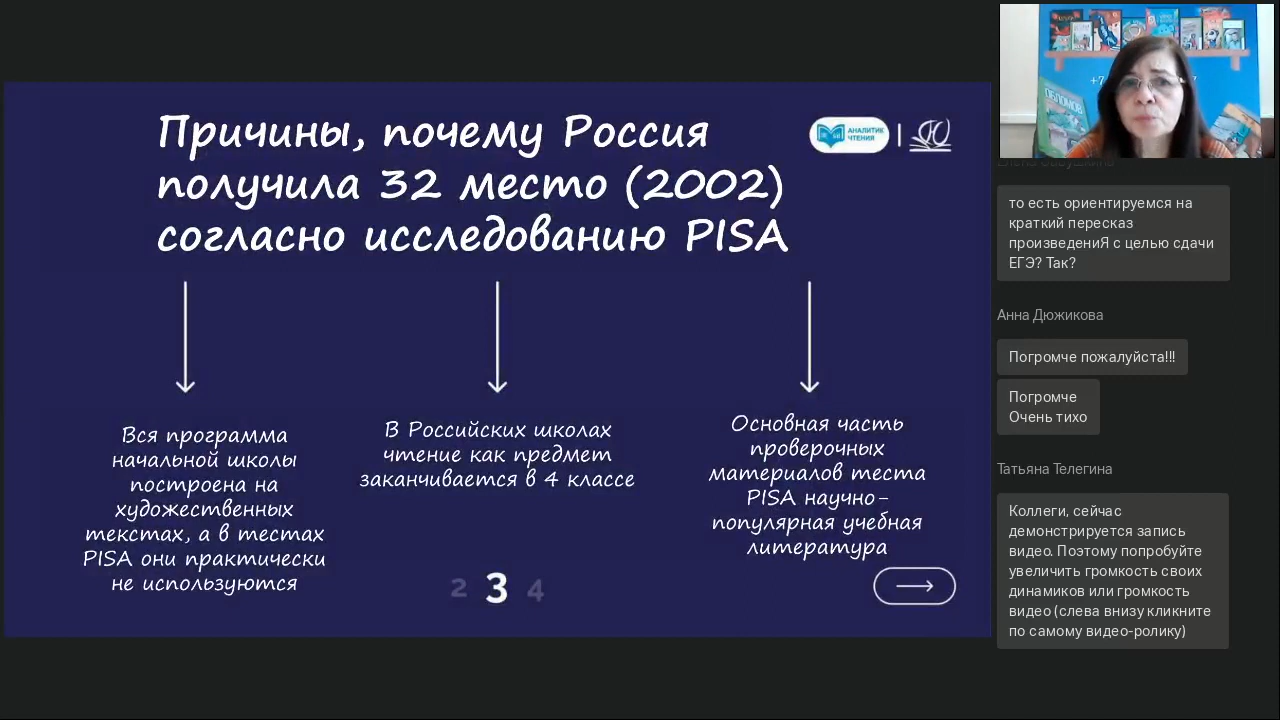 Причины, почему Россия
получила 32 место (2002)
согласно исследованию PISA
АНАЛИТИК
ЧТЕНИЯ
Вся программа
начальной школы
построена на
художественных
текстах, а в тестах
PISA они практически
не используются
В Российских школах
чтение как предмет
заканчивается в 4 классе
Основная часть
проверочных
материалов теста
PISA научно-
популярная учебная
литература
2 3 4
ОБЛОМОВ
то есть ориентируемся на
краткий пересказ
произведениЯ с целью сдачи
ЕГЭ? Так?
Анна Дюжикова
Погромче пожалуйста!!!
Погромче
Очень тихо
Татьяна Телегина
Коллеги, сейчас
демонстрируется запись
видео. Поэтому попробуйте
увеличить громкость своих
динамиков или громкость
видео (слева внизу кликните
по самому видео-ролику)